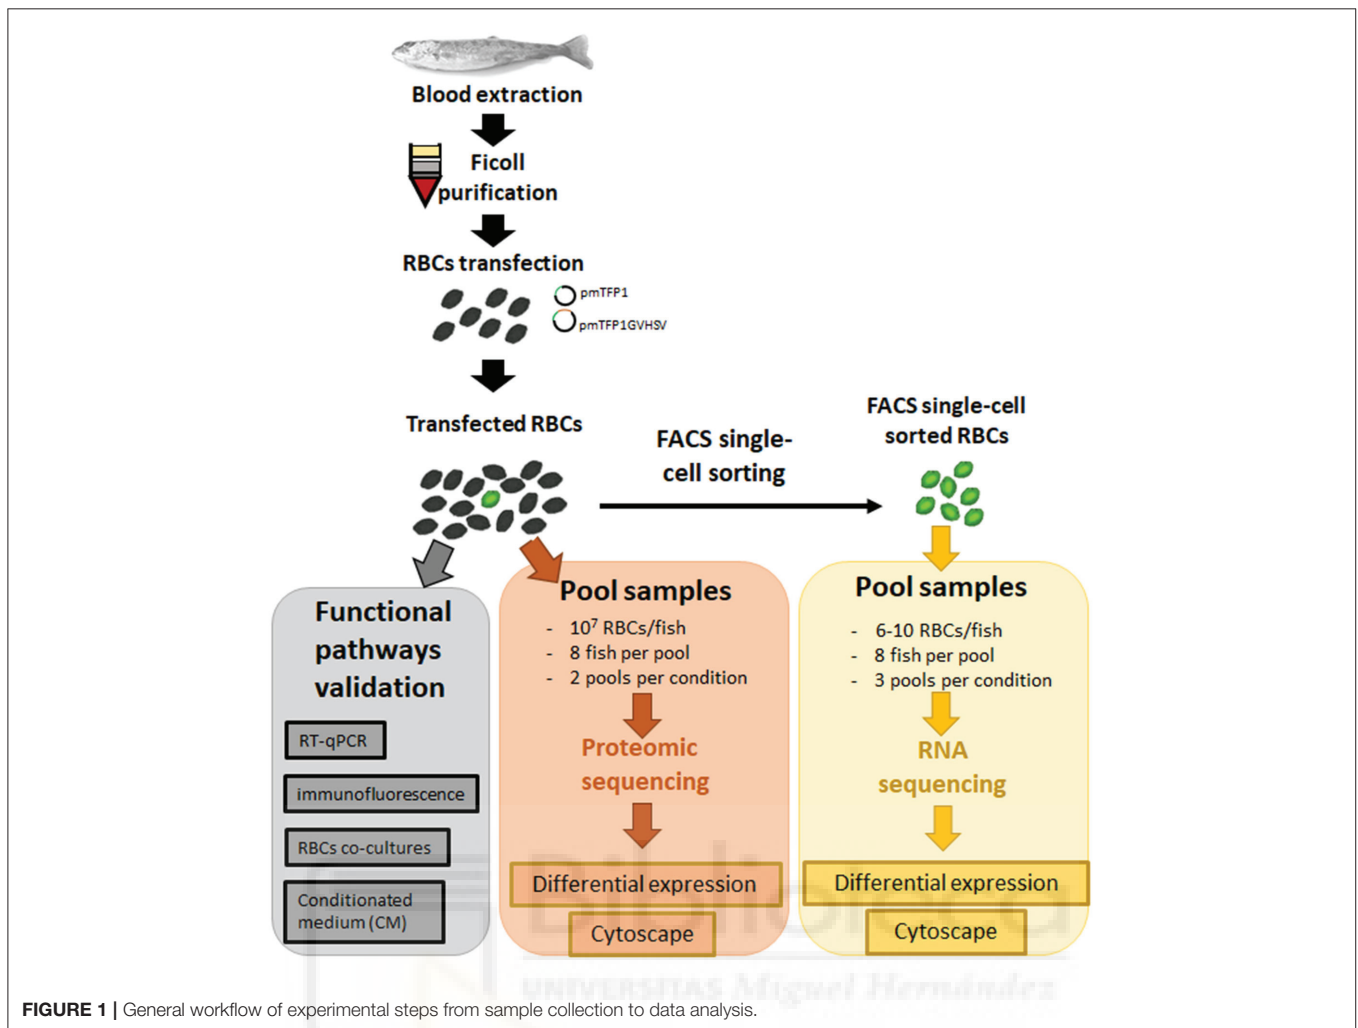 Blood extraction
Ficoll
purification
RBCs transfection
pmTFP1
pmTFP1GVHSV
Transfected RBCs
FACS single-
cell sorting
FACS single-cell
sorted RBCs
Functional
pathways
validation
RT-qPCR
immunofluorescence
RBCs co-cultures
Conditionated
medium (CM)
Pool samples
- 10⁷ RBCs/fish
- 8 fish per pool
- 2 pools per condition
Proteomic
sequencing
Differential expression
Cytoscape
Pool samples
- 6-10 RBCs/fish
- 8 fish per pool
- 3 pools per condition
RNA
sequencing
Differential expression
Cytoscape
Biblioteca
UNIVERSITAS Miguel Hernández
FIGURE 1 | General workflow of experimental steps from sample collection to data analysis.